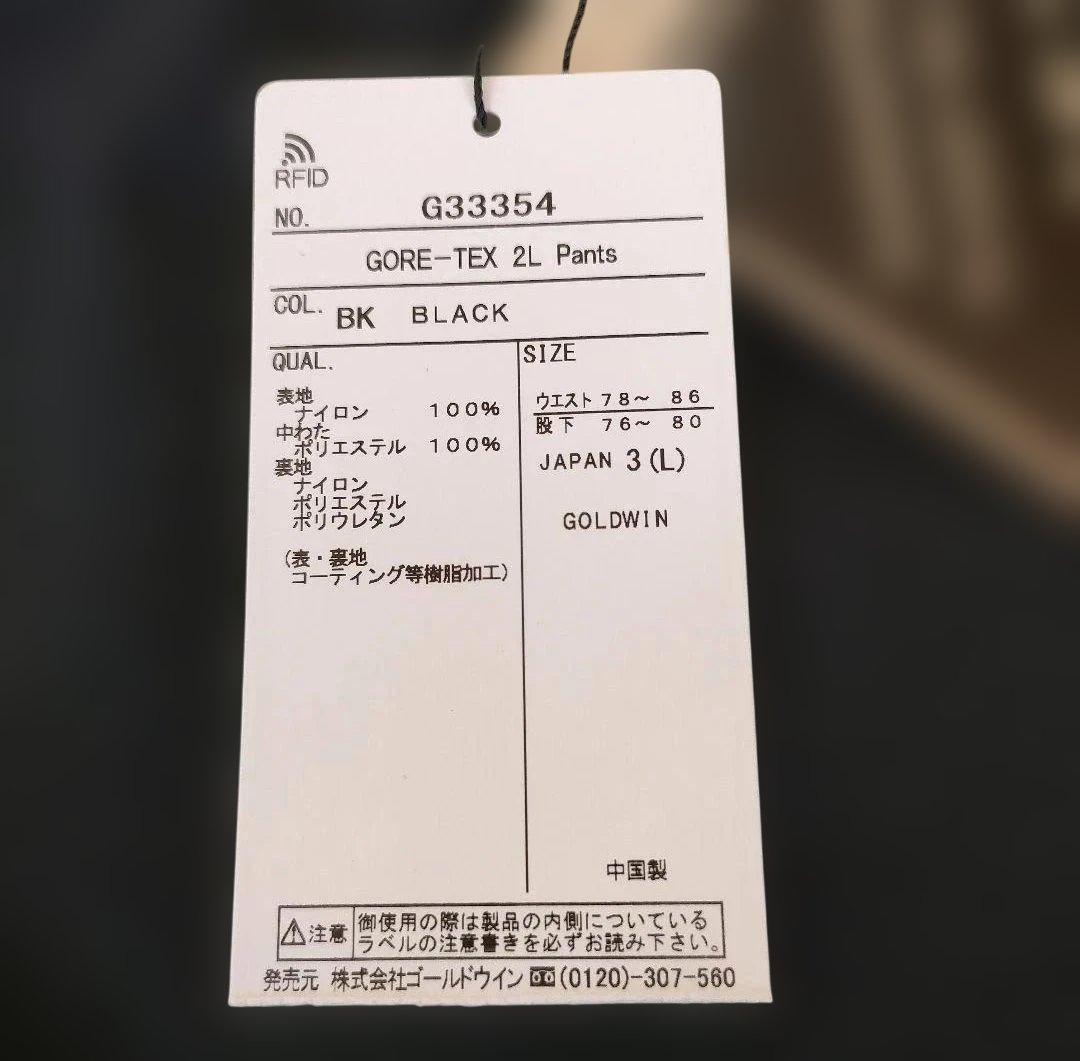 RFID
NO. G33354
GORE-TEX 2L Pants
COL. BK BLACK
QUAL.
表地
ナイロン 100%
中わた
ポリエステル 100%
裏地
ナイロン
ポリエステル
ポリウレタン
(表・裏地
コーティング等樹脂加工)
SIZE
ウエスト 78～ 86
股下 76～ 80
JAPAN 3(L)
GOLDWIN
中国製
注意
御使用の際は製品の内側についている
ラベルの注意書きを必ずお読み下さい。
発売元 株式会社ゴールドウイン (0120)-307-560